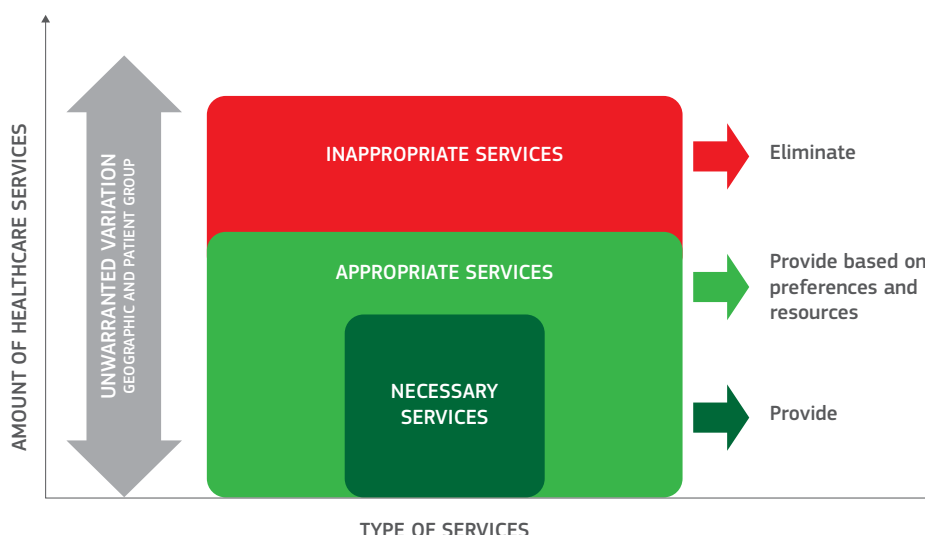 AMOUNT OF HEALTHCARE SERVICES
UNWARRANTED VARIATION
GEOGRAPHIC AND PATIENT GROUP
INAPPROPRIATE SERVICES
Eliminate
APPROPRIATE SERVICES
Provide based on
preferences and
resources
NECESSARY
SERVICES
Provide
TYPE OF SERVICES